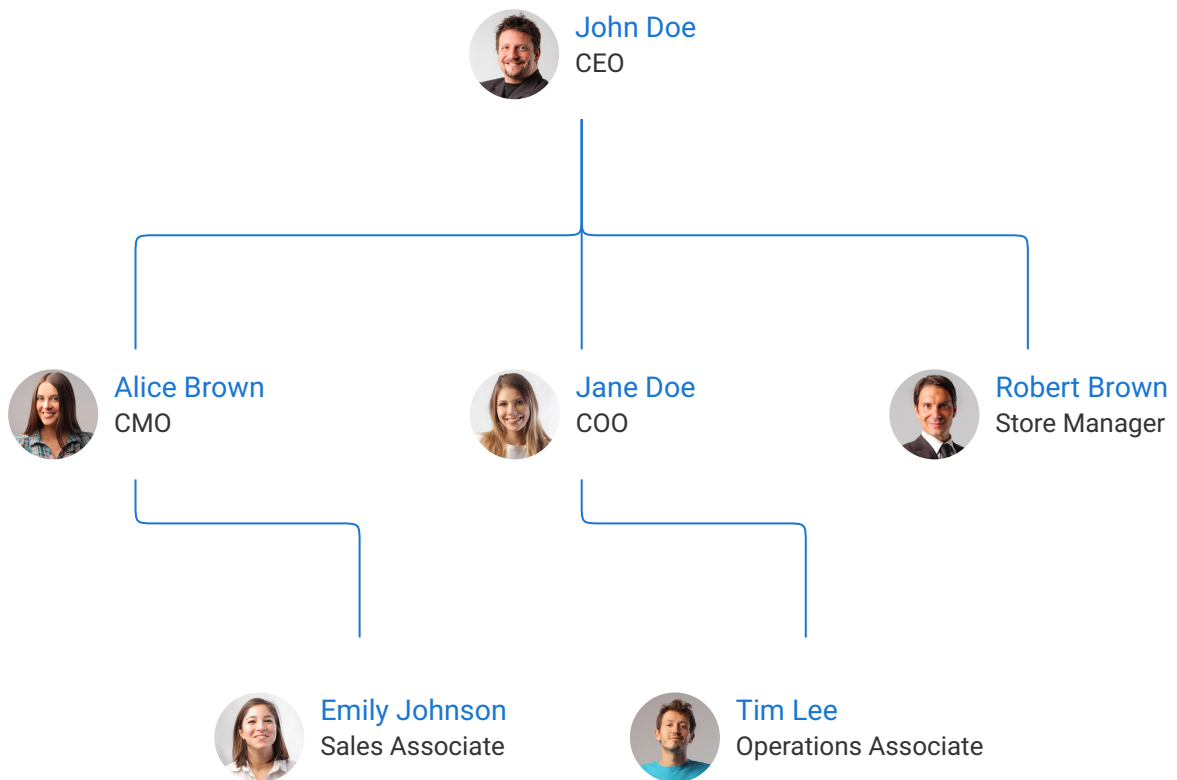 John Doe
CEO
Alice Brown
CMO
Jane Doe
COO
Robert Brown
Store Manager
Emily Johnson
Sales Associate
Tim Lee
Operations Associate